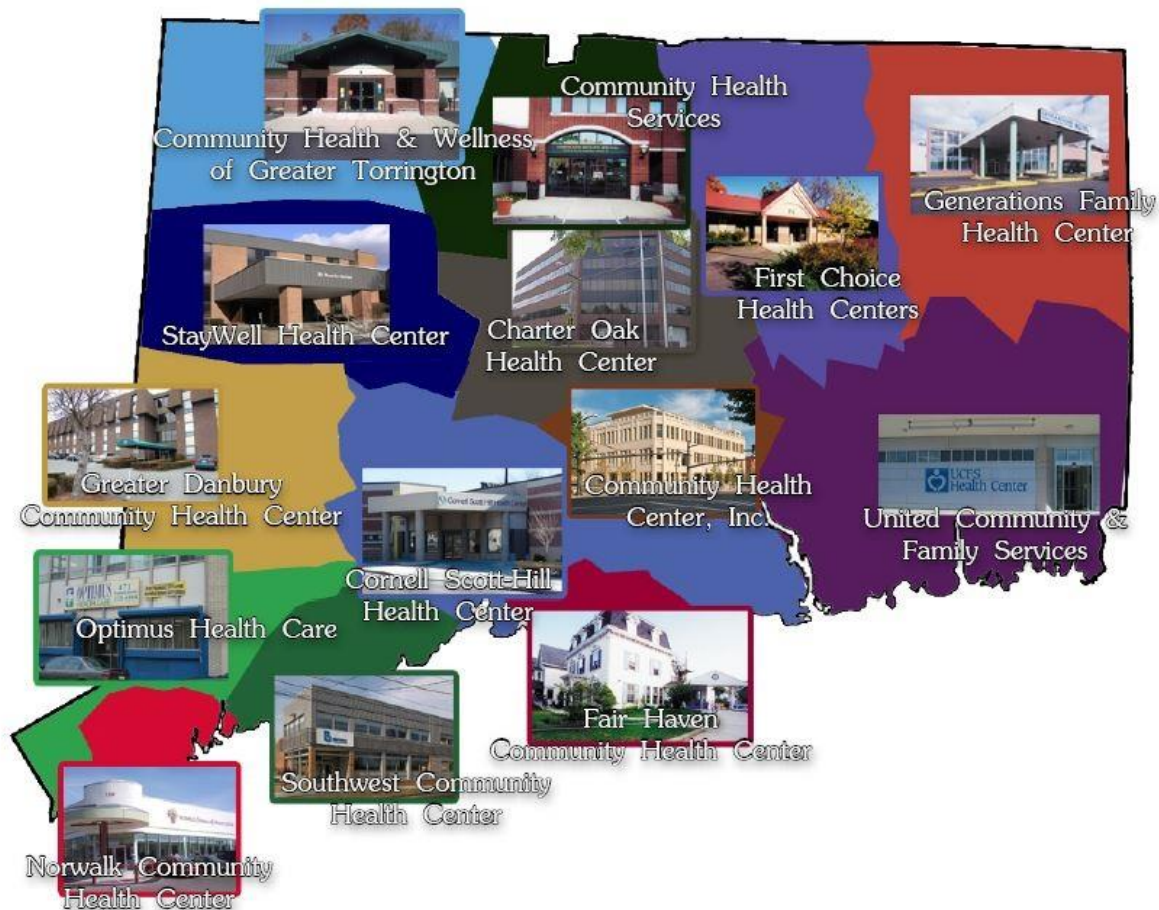 Community Health & Wellness
of Greater Torrington
Community Health
Services
Generations Family
Health Center
First Choice
Health Centers
StayWell Health Center
Charter Oak
Health Center
Greater Danbury
Community Health Center
Community Health
Center, Inc.
UCFS
Health Center
United Community &
Family Services
Cornell Scott-Hill
Health Center
OPTIMUS
Optimus Health Care
Fair Haven
Community Health Center
Southwest Community
Health Center
Norwalk Community
Health Center